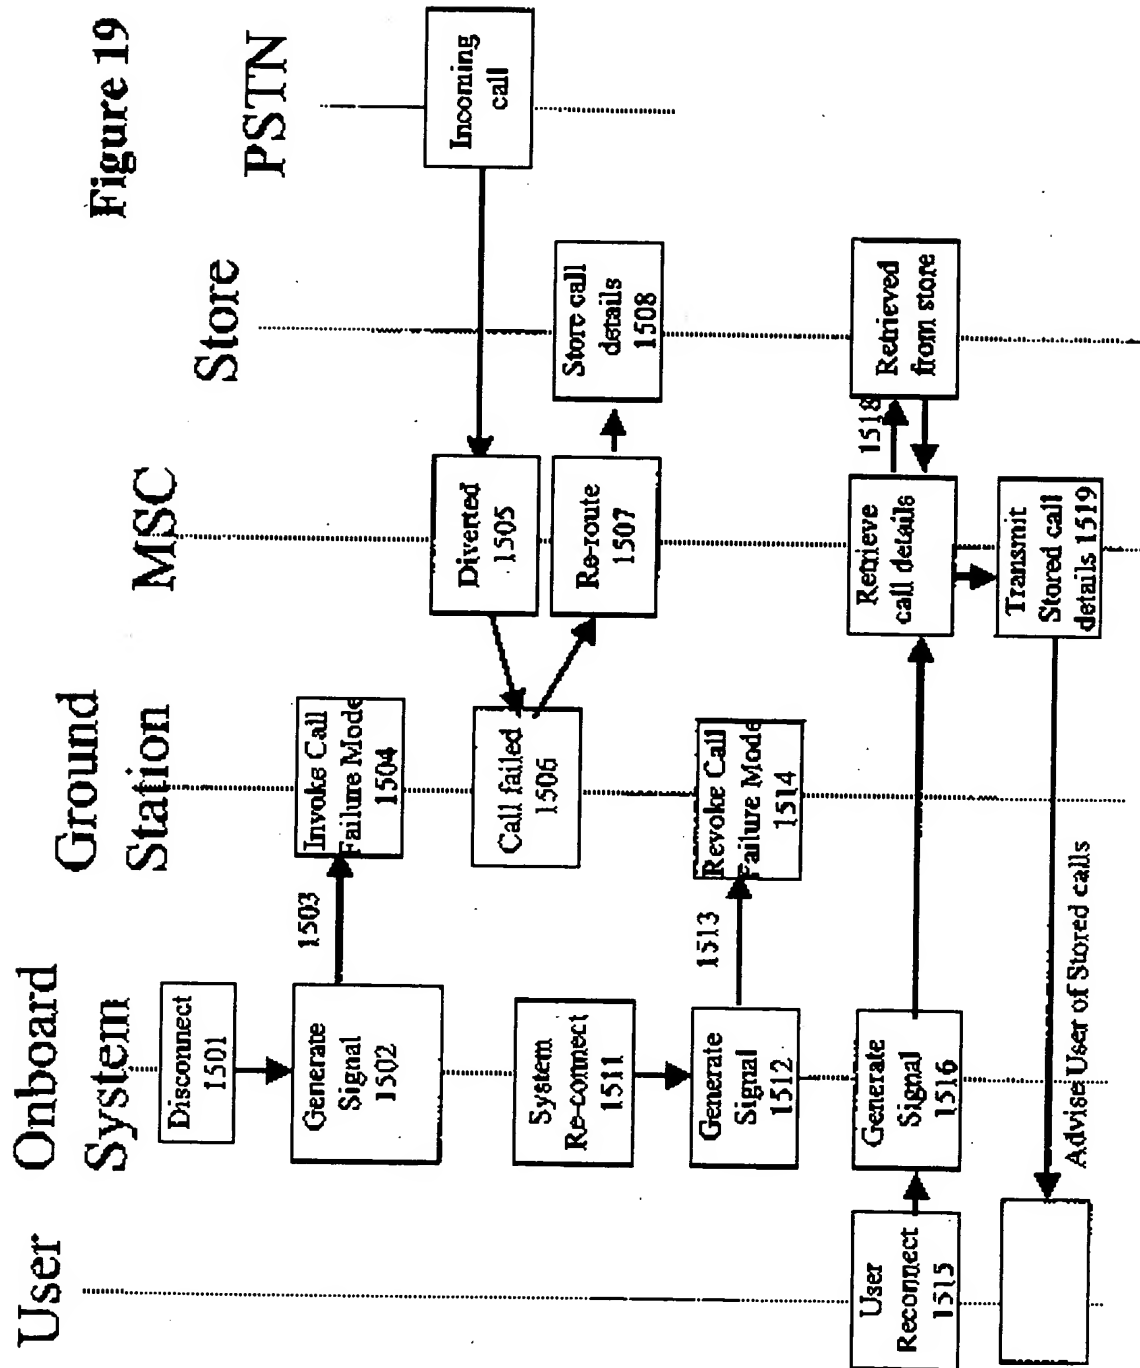 Figure 19
User
Onboard
System
Ground
Station
MSC
Store
PSTN
Disconnect
1501
Generate
Signal
1502
1503
Invoke Call
Failure Mode
1504
Incoming
call
Diverted
1505
Call failed
1506
Re-route
1507
Store call
details
1508
System
Re-connect
1511
Generate
Signal
1512
1513
Revoke Call
Failure Mode
1514
User
Reconnect
1515
Generate
Signal
1516
Retrieve
call details
1518
Retrieved
from store
Transmit
Stored call
details 1519
Advise User of Stored calls